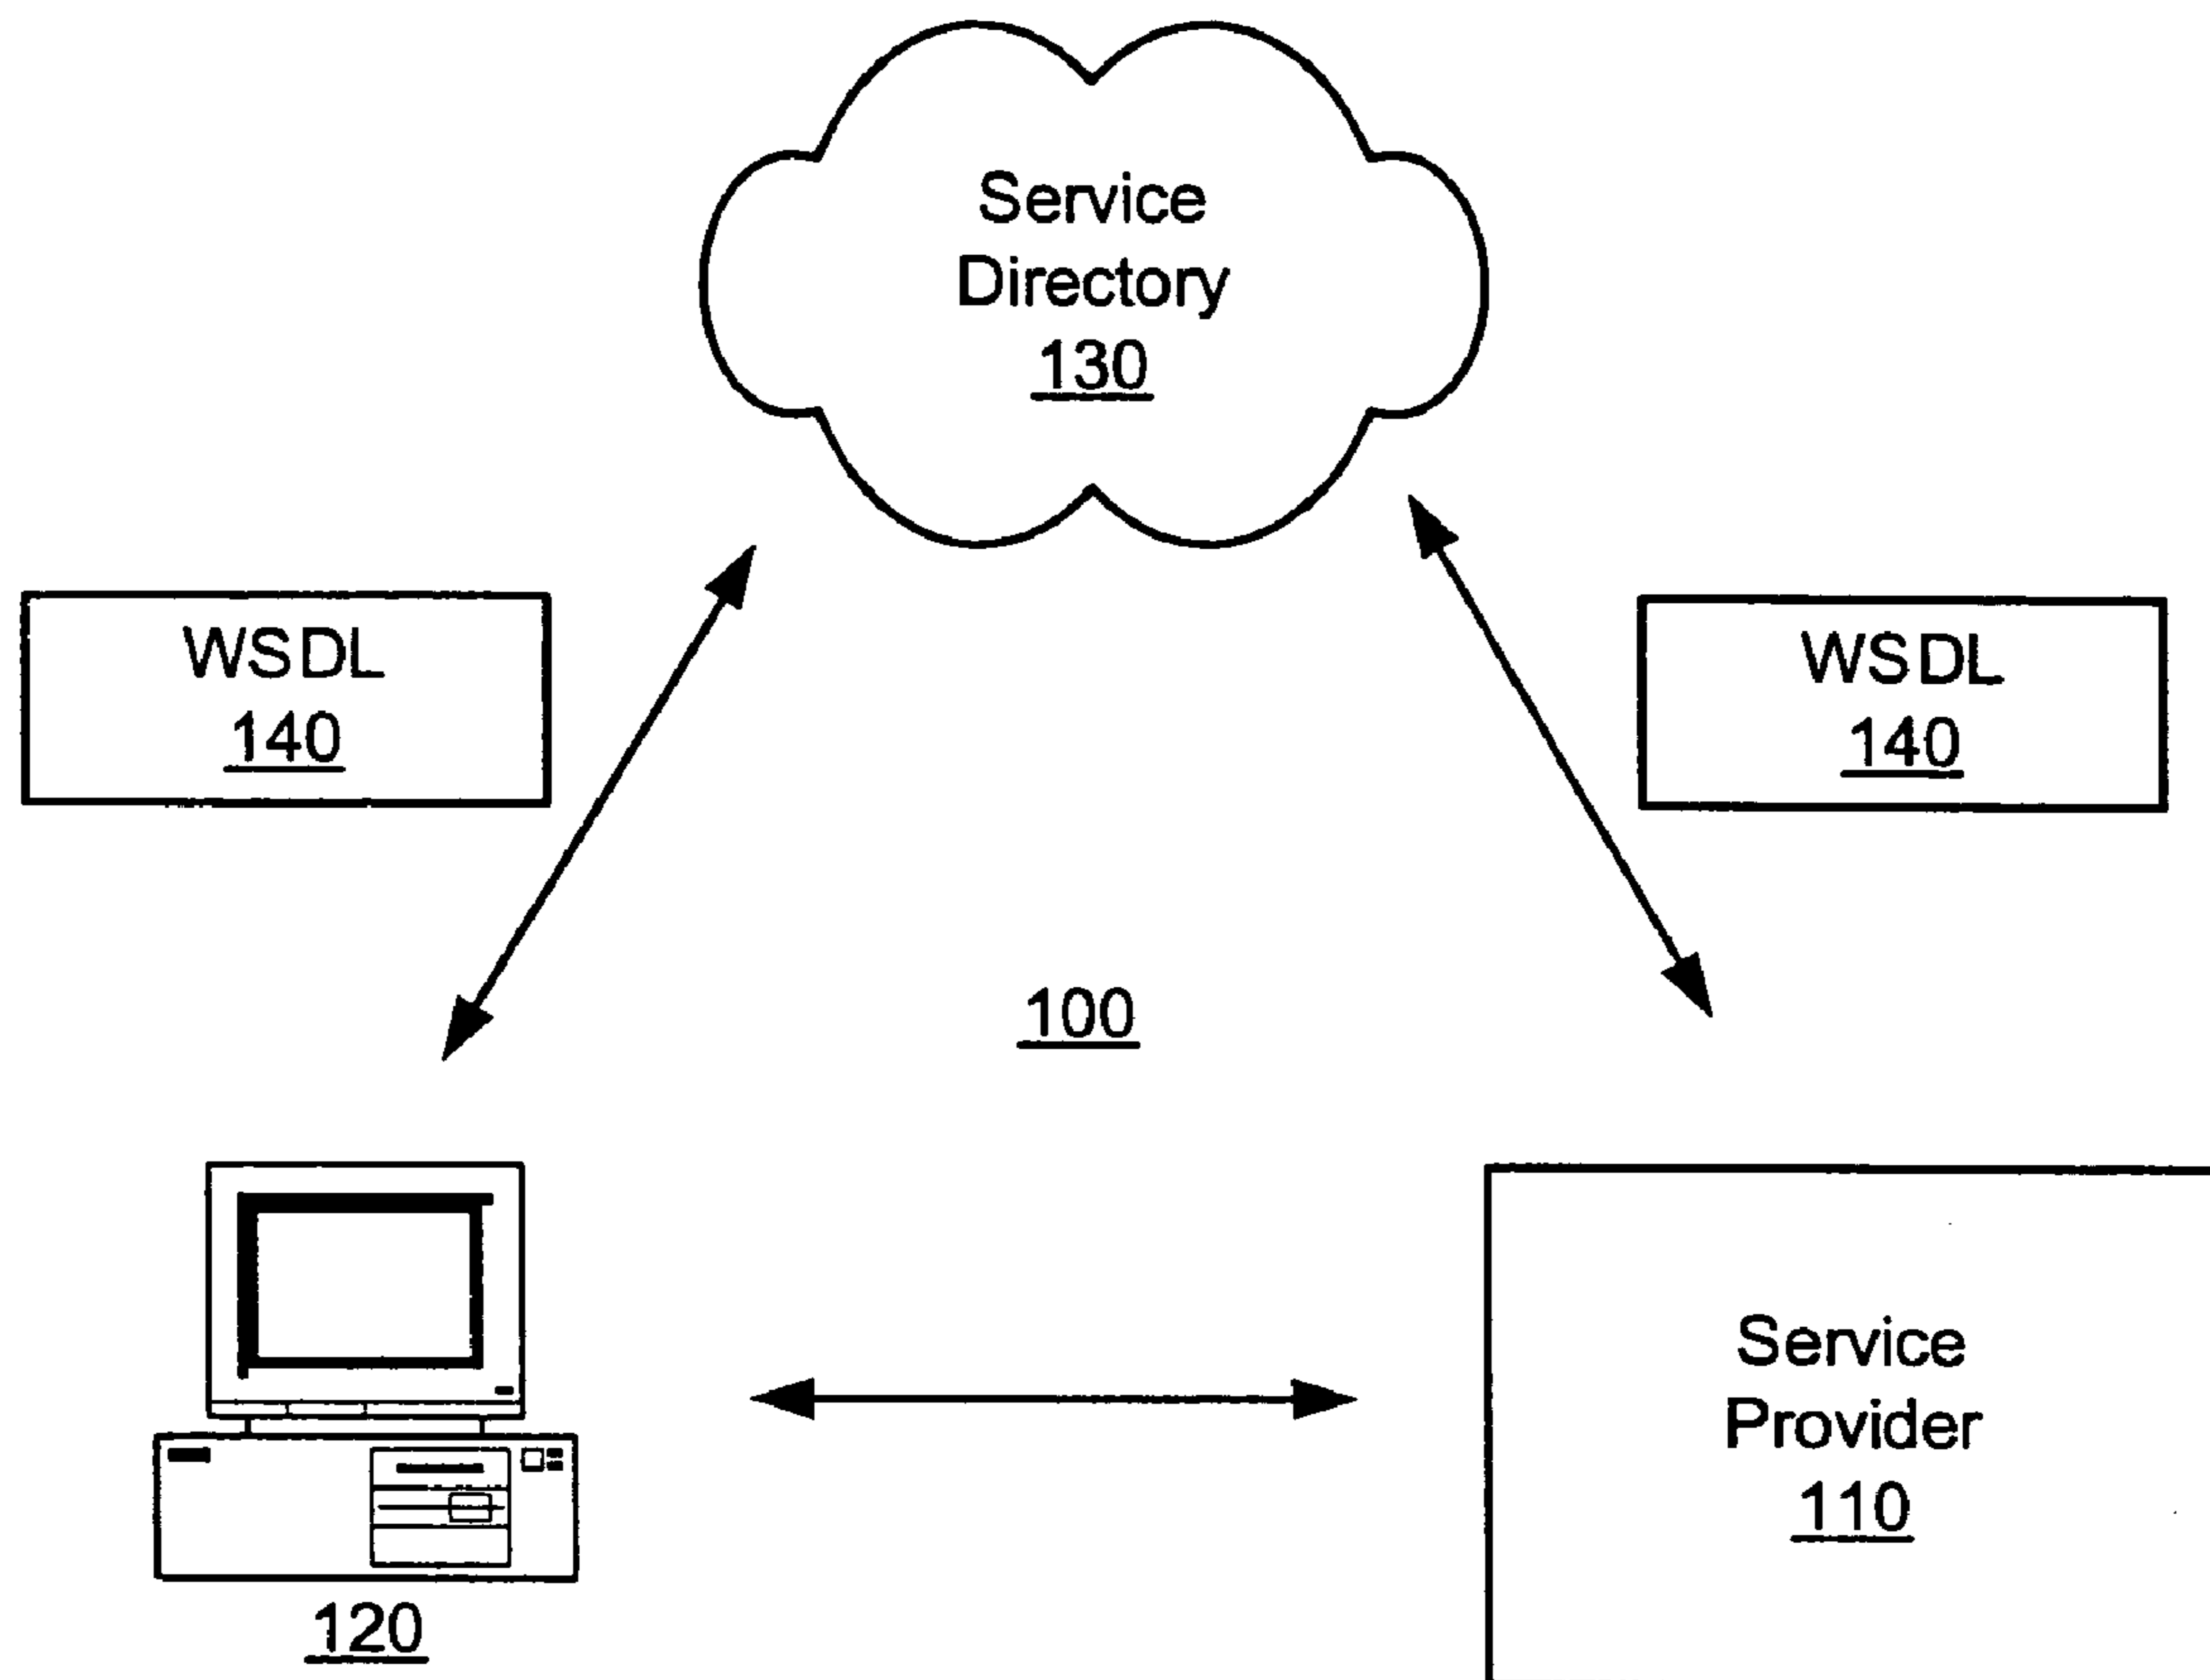 Service
Directory
130
WSDL
140
WSDL
140
100
Service
Provider
110
120